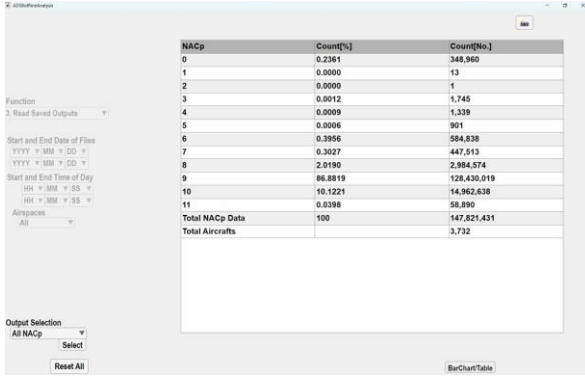 ADSBofflineAnalysis
NACp Count[%] Count[No.]
0 0.2361 348,960
1 0.0000 13
2 0.0000 1
3 0.0012 1,745
4 0.0009 1,339
5 0.0006 901
6 0.3956 584,838
7 0.3027 447,513
8 2.0190 2,984,574
9 86.8819 128,430,019
10 10.1221 14,962,638
11 0.0398 58,890
Total NACp Data 100 147,821,431
Total Aircrafts 3,732
Function
3. Read Saved Outputs
Start and End Date of Files
YYYY MM DD
YYYY MM DD
Start and End Time of Day
HH MM SS
HH MM SS
Airspaces
All
Output Selection
All NACp
Select
Reset All
BarChart/Table